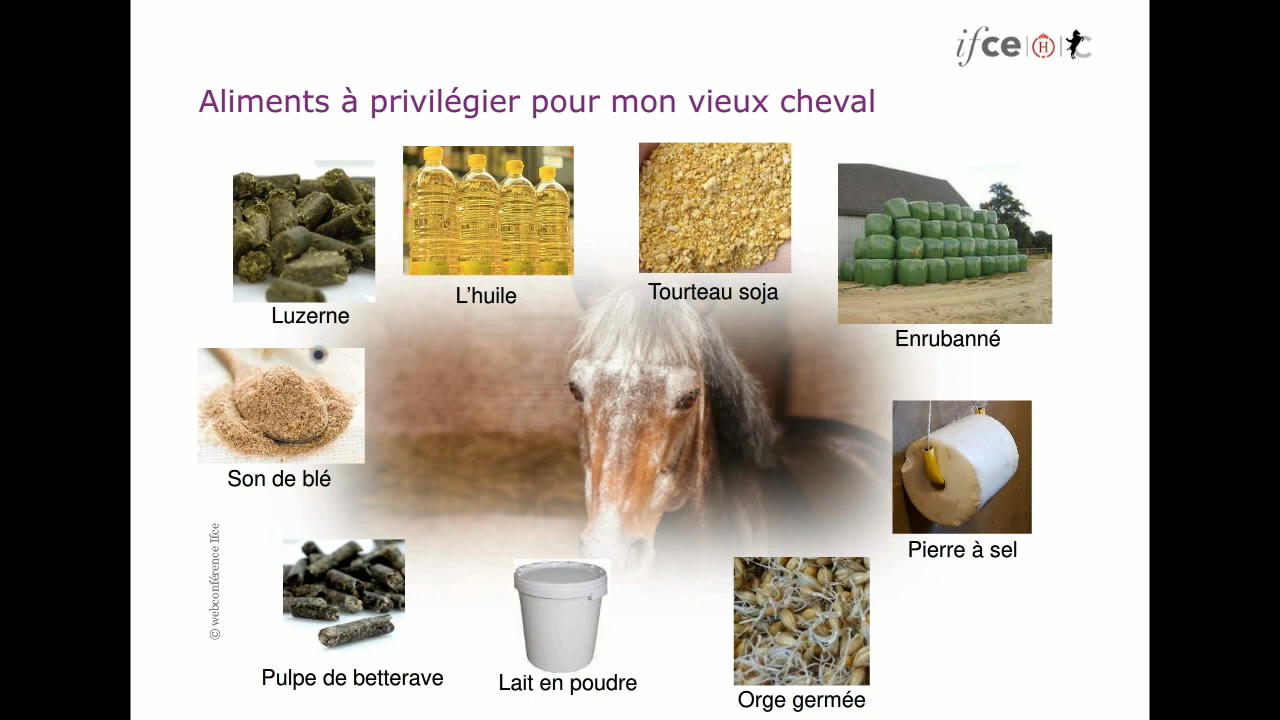 ifce
H
Aliments à privilégier pour mon vieux cheval
Luzerne
L’huile
Tourteau soja
Enrubanné
Son de blé
Pierre à sel
Pulpe de betterave
Lait en poudre
Orge germée
© webconférence Ifce